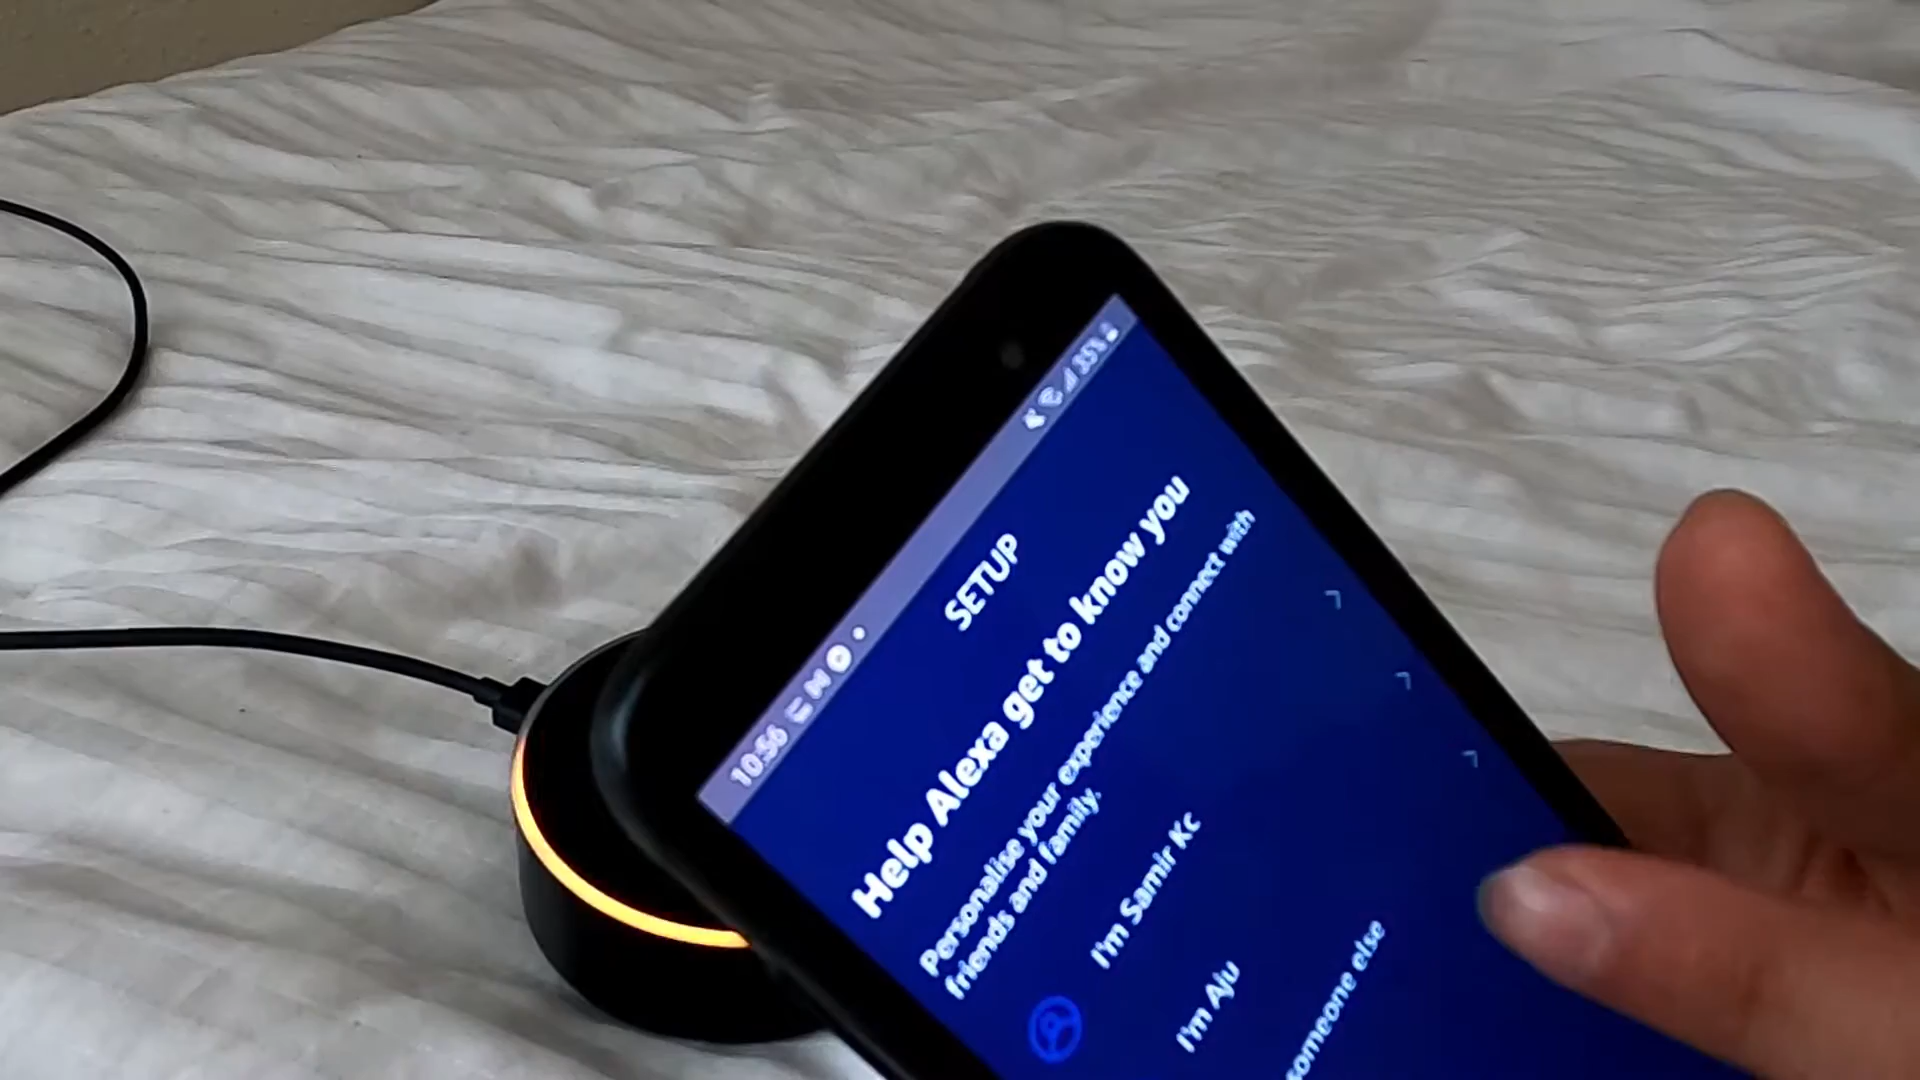 10:56
35%
SETUP
Help Alexa get to know you
Personalise your experience and connect with
friends and family.
I'm Samir Kc
I'm Aju
someone else